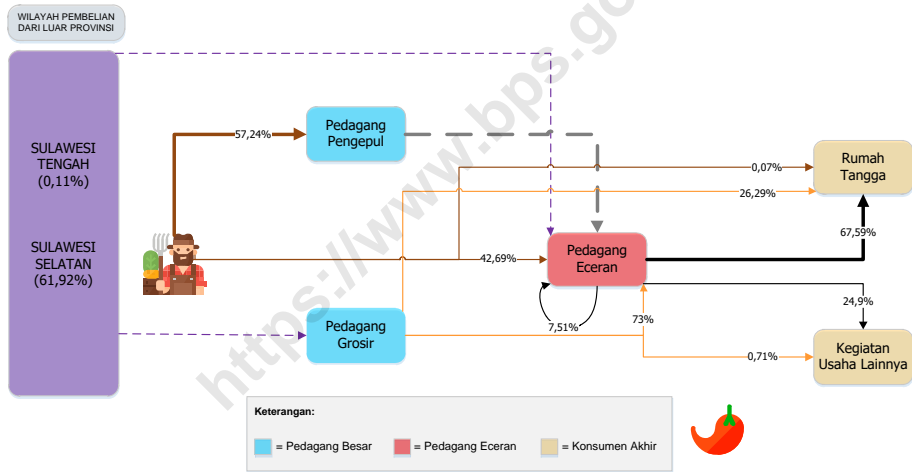 WILAYAH PEMBELIAN
DARI LUAR PROVINSI
SULAWESI
TENGAH
(0,11%)
SULAWESI
SELATAN
(61,92%)
57,24%
Pedagang
Pengepul
0,07%
26,29%
Rumah
Tangga
42,69%
Pedagang
Eceran
67,59%
7,51%
73%
24,9%
Pedagang
Grosir
0,71%
Kegiatan
Usaha Lainnya
Keterangan:
= Pedagang Besar
= Pedagang Eceran
= Konsumen Akhir
https://www.bps.go